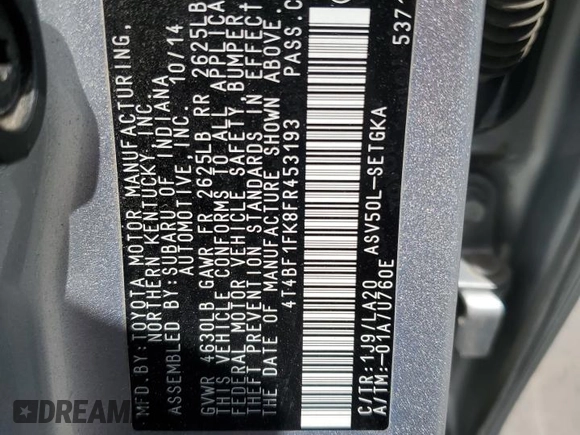 MFD.BY: TOYOTA MOTOR MANUFACTURING,
NORTHERN KENTUCKY, INC.
ASSEMBLED BY:SUBARU OF INDIANA
AUTOMOTIVE, INC. 10/14
GVWR 4630LB GAWR FR 2625LB RR 2625LB
THIS VEHICLE CONFORMS TO ALL APPLICA
FEDERAL MOTOR VEHICLE SAFETY, BUMPER
THEFT PREVENTION STANDARDS IN EFFECT
THE DATE OF MANUFACTURE SHOWN ABOVE.
4T4BF1FK8FR453193 PASS.C
C/TR:1J9/LA20 ASV50L-SETGKA
A/TM:-01A/U760E 537
DREAM